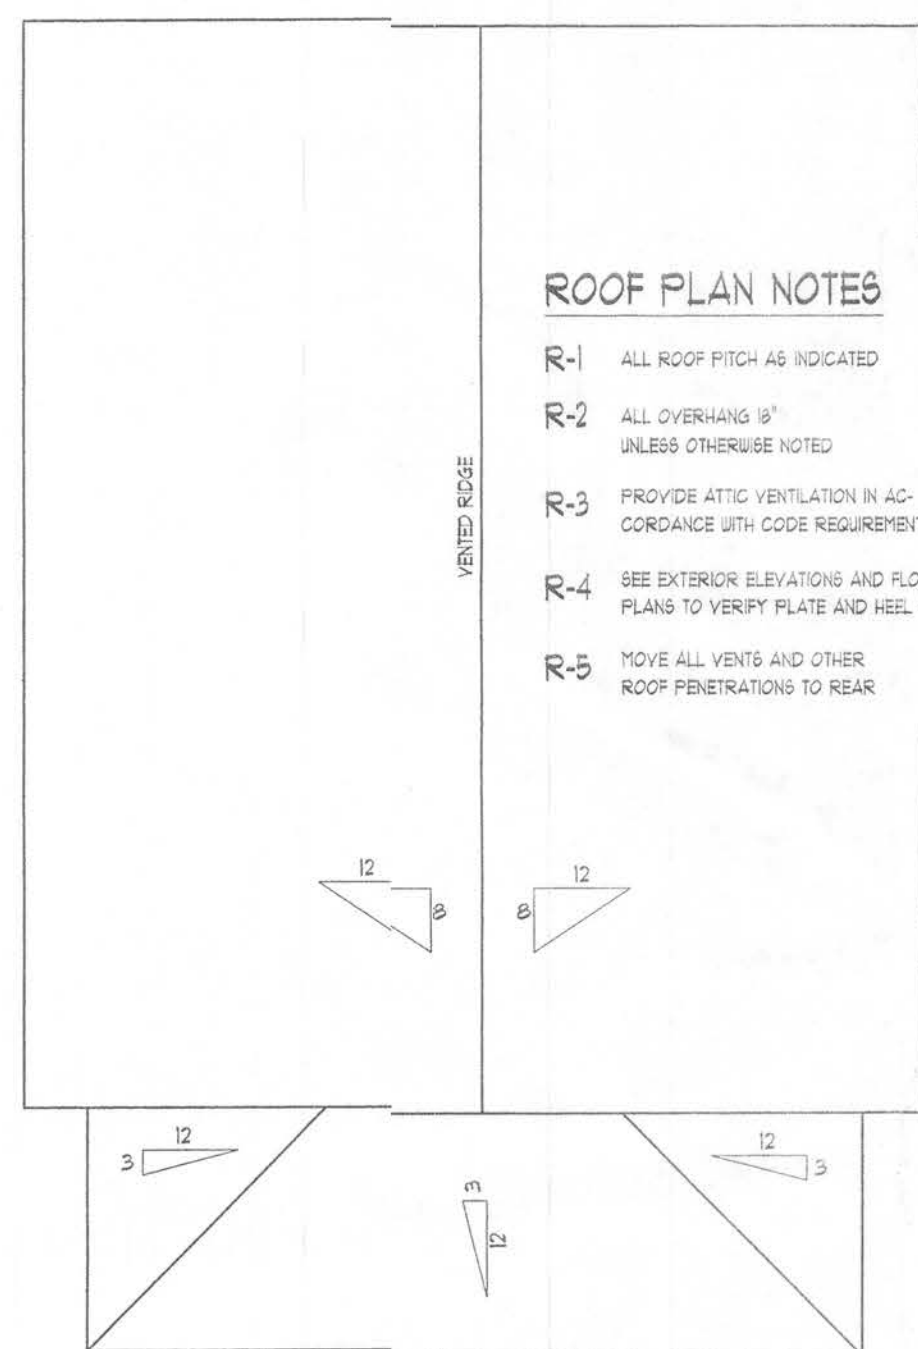 ROOF PLAN NOTES
R-1 ALL ROOF PITCH AS INDICATED
R-2 ALL OVERHANG 18"
UNLESS OTHERWISE NOTED
R-3 PROVIDE ATTIC VENTILATION IN AC-
CORDANCE WITH CODE REQUIREMENT
R-4 SEE EXTERIOR ELEVATIONS AND FLO
PLANS TO VERIFY PLATE AND HEEL
R-5 MOVE ALL VENTS AND OTHER
ROOF PENETRATIONS TO REAR
VENTED RIDGE
12
8
12
8
12
3
12
3
3
12